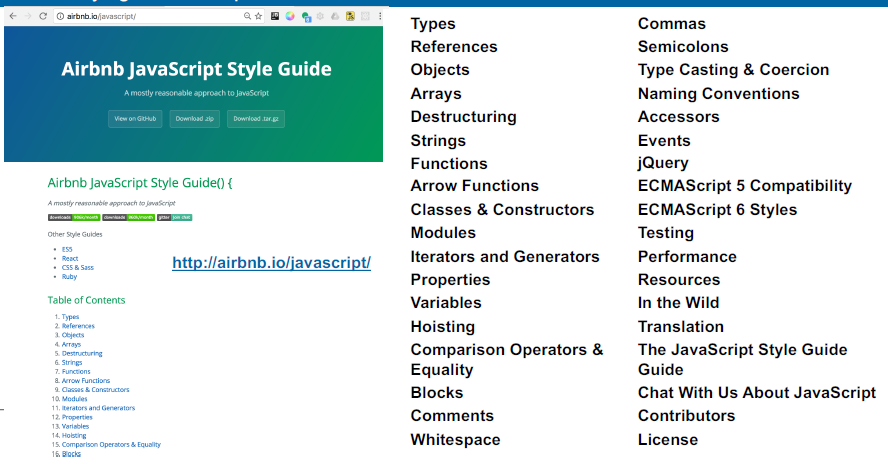 airbnb.io/javascript/
Airbnb JavaScript Style Guide
A mostly reasonable approach to JavaScript
View on GitHub
Download .zip
Download .tar.gz
Airbnb JavaScript Style Guide() {
A mostly reasonable approach to JavaScript
downloads
downloads
gitter join chat
Other Style Guides
ES5
React
CSS & Sass
Ruby
http://airbnb.io/javascript/
Table of Contents
1. Types
2. References
3. Objects
4. Arrays
5. Destructuring
6. Strings
7. Functions
8. Arrow Functions
9. Classes & Constructors
10. Modules
11. Iterators and Generators
12. Properties
13. Variables
14. Hoisting
15. Comparison Operators & Equality
16. Blocks
Types
References
Objects
Arrays
Destructuring
Strings
Functions
Arrow Functions
Classes & Constructors
Modules
Iterators and Generators
Properties
Variables
Hoisting
Comparison Operators &
Equality
Blocks
Comments
Whitespace
Commas
Semicolons
Type Casting & Coercion
Naming Conventions
Accessors
Events
jQuery
ECMAScript 5 Compatibility
ECMAScript 6 Styles
Testing
Performance
Resources
In the Wild
Translation
The JavaScript Style Guide
Guide
Chat With Us About JavaScript
Contributors
License